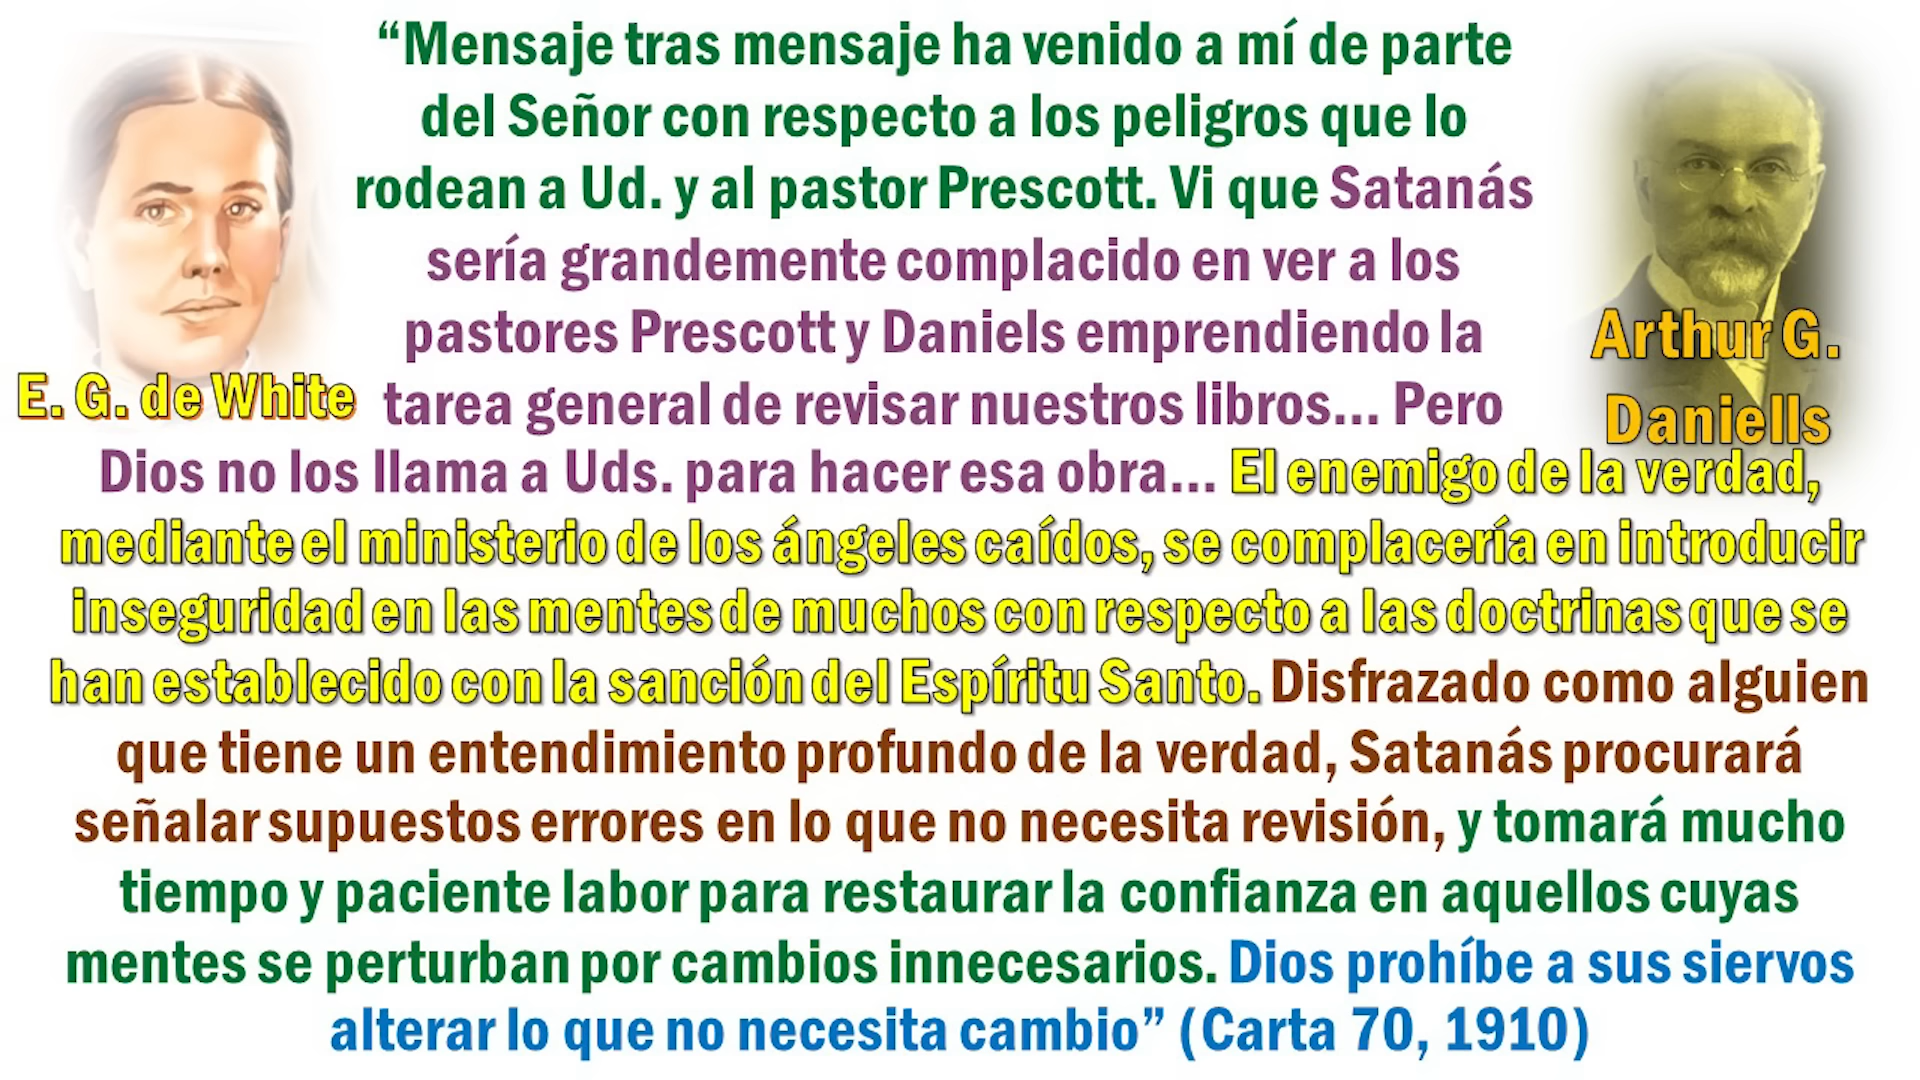 “Mensaje tras mensaje ha venido a mí de parte
del Señor con respecto a los peligros que lo
rodean a Ud. y al pastor Prescott. Vi que Satanás
sería grandemente complacido en ver a los
pastores Prescott y Daniels emprendiendo la
tarea general de revisar nuestros libros... Pero
Dios no los llama a Uds. para hacer esa obra... El enemigo de la verdad,
mediante el ministerio de los ángeles caídos, se complacería en introducir
inseguridad en las mentes de muchos con respecto a las doctrinas que se
han establecido con la sanción del Espíritu Santo. Disfrazado como alguien
que tiene un entendimiento profundo de la verdad, Satanás procurará
señalar supuestos errores en lo que no necesita revisión, y tomará mucho
tiempo y paciente labor para restaurar la confianza en aquellos cuyas
mentes se perturban por cambios innecesarios. Dios prohíbe a sus siervos
alterar lo que no necesita cambio” (Carta 70, 1910)
E. G. de White
Arthur G.
Daniells